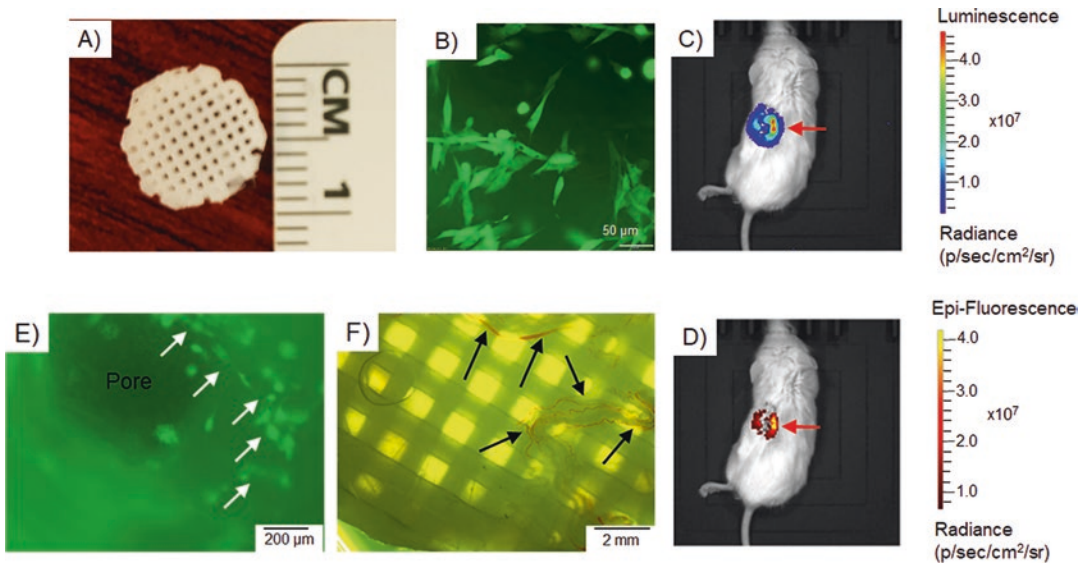 A)
CM
1
B)
50 µm
C)
Luminescence
4.0
3.0
x10⁷
2.0
1.0
Radiance
(p/sec/cm²/sr)
E)
Pore
200 µm
F)
2 mm
D)
Epi-Fluorescence
4.0
3.0
x10⁷
2.0
1.0
Radiance
(p/sec/cm²/sr)